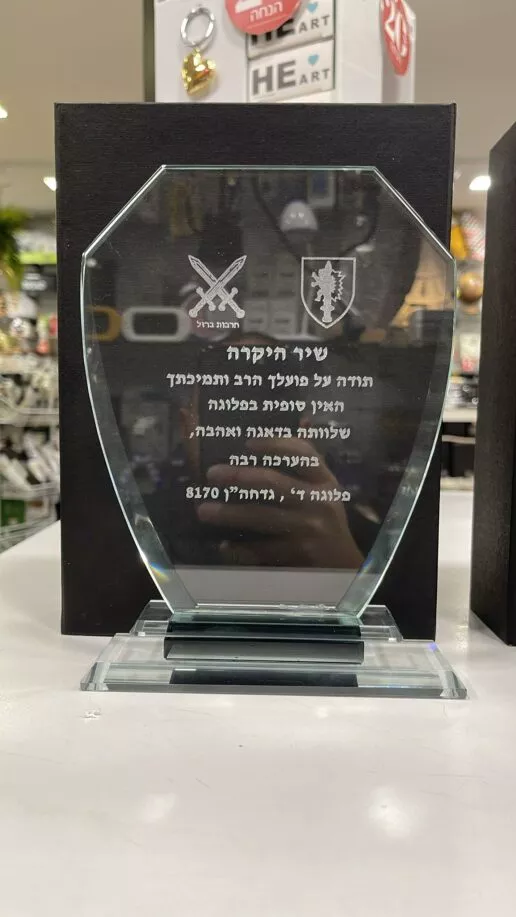 הנחה
HEART
HEART
חרבות ברזל
שיר היקרה
תודה על פועלך הרב ותמיכתך
האין סופית בפלוגה
שלוותה בדאגה ואהבה,
בהערכה רבה
פלוגה ד', גדחה"ן 8170